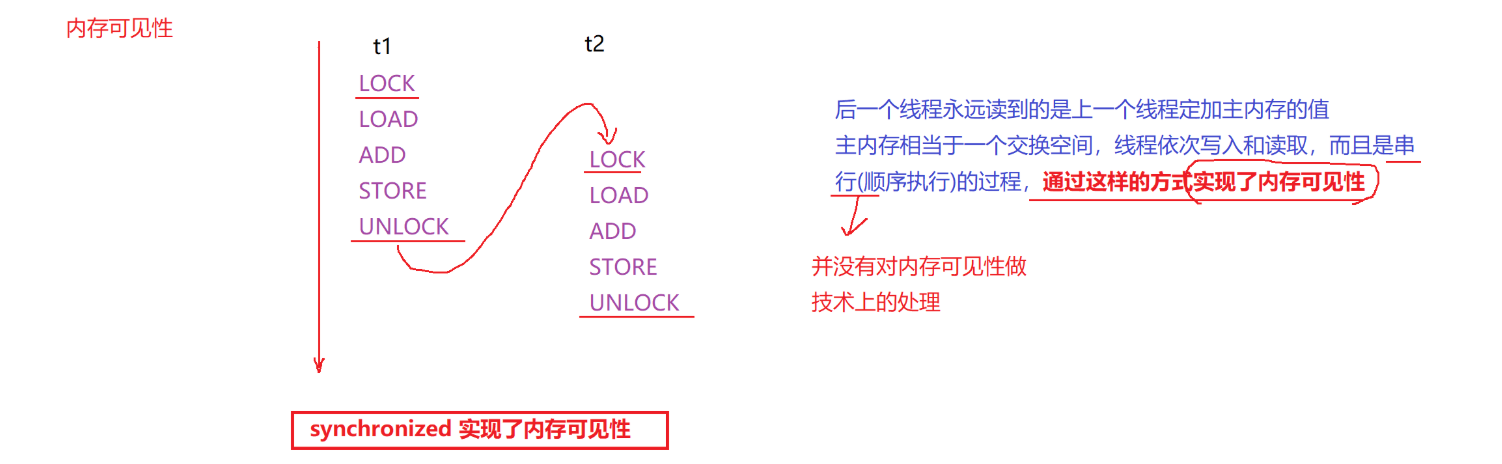 内存可见性
t1
LOCK
LOAD
ADD
STORE
UNLOCK
t2
LOCK
LOAD
ADD
STORE
UNLOCK
后一个线程永远读到的是上一个线程定加主内存的值
主内存相当于一个交换空间，线程依次写入和读取，而且是串
行(顺序执行)的过程，通过这样的方式实现了内存可见性
并没有对内存可见性做
技术上的处理
synchronized 实现了内存可见性